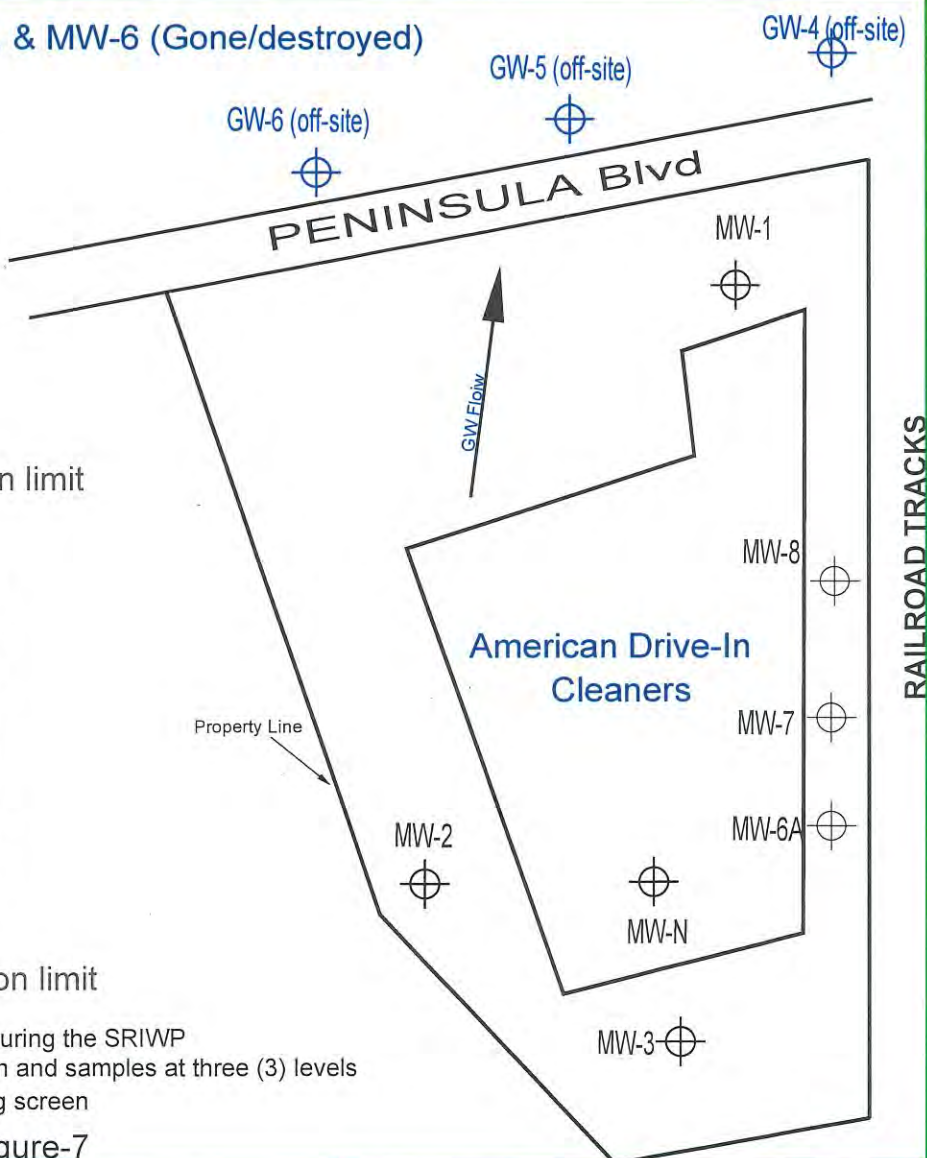 & MW-6 (Gone/destroyed)
GW-4 (off-site)
GW-5 (off-site)
GW-6 (off-site)
PENINSULA Blvd
MW-1
GW Floiw
n limit
MW-8
RAILROAD TRACKS
American Drive-In
Cleaners
MW-7
Property Line
MW-6A
MW-2
MW-N
on limit
uring the SRIWP
MW-3
n and samples at three (3) levels
g screen
gure-7